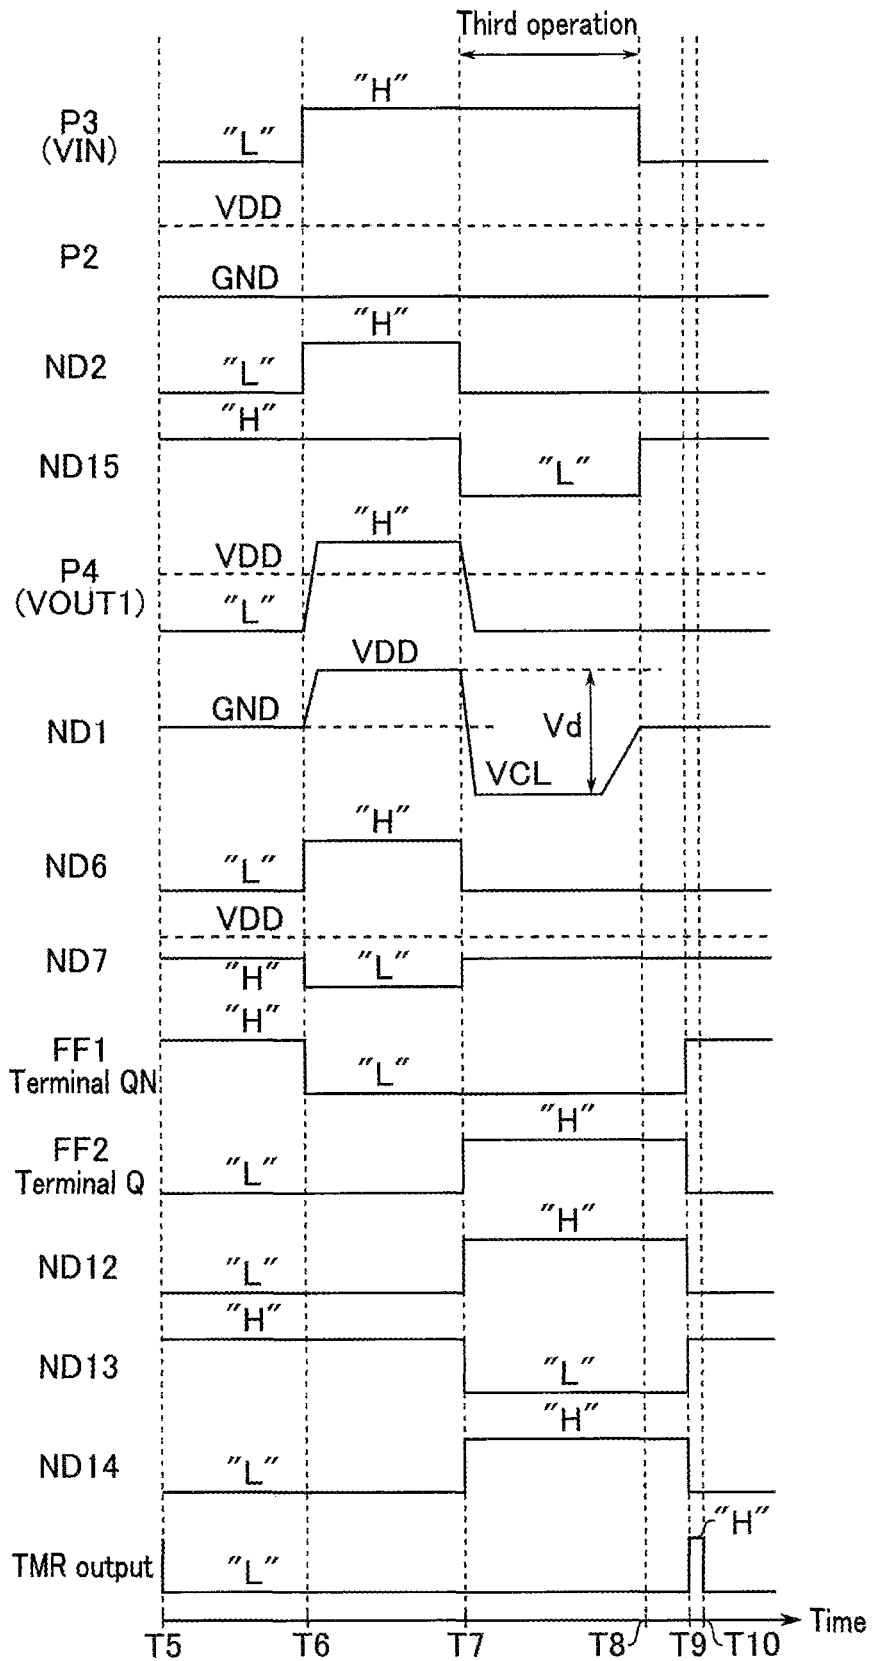 Third operation
"H"
P3
(VIN)
"L"
VDD
P2
GND
"H"
ND2
"L"
"H"
ND15
"L"
"H"
VDD
P4
(VOUT1)
"L"
VDD
GND
ND1
Vd
VCL
"H"
ND6
"L"
VDD
ND7
"H"
"L"
"H"
FF1
Terminal QN
"L"
"H"
FF2
Terminal Q
"L"
"H"
ND12
"L"
"H"
ND13
"L"
"H"
ND14
"L"
"H"
TMR output
"L"
Time
T5 T6 T7 T8 T9 T10